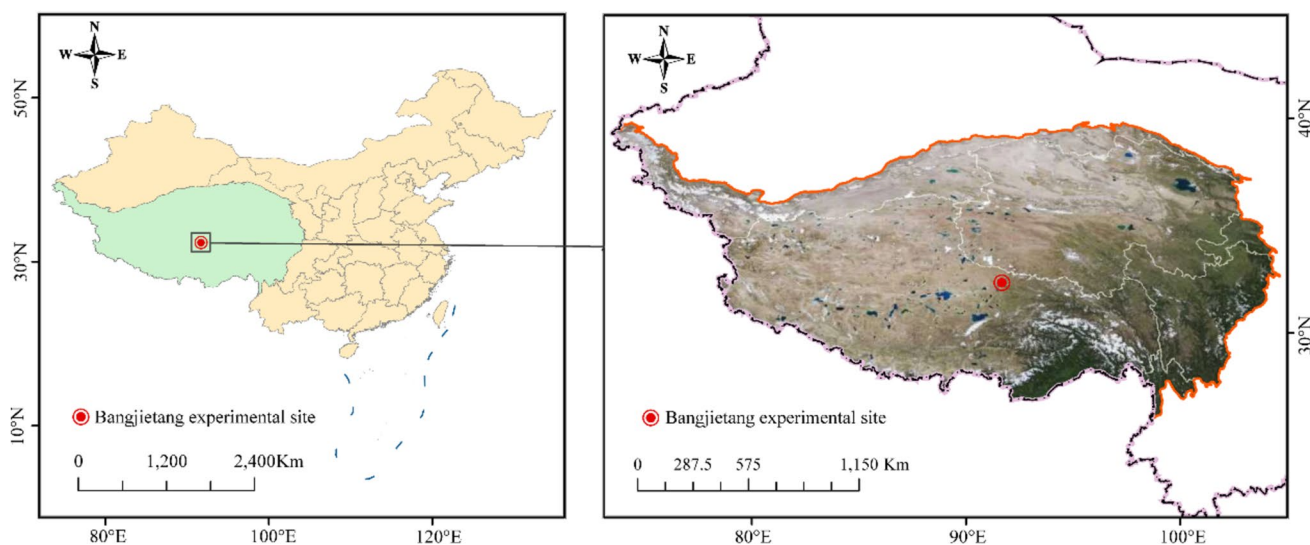 N
W E
S
50°N
30°N
10°N
Bangjietang experimental site
0 1,200 2,400Km
80°E 100°E 120°E
N
W E
S
40°N
30°N
Bangjietang experimental site
0 287.5 575 1,150 Km
80°E 90°E 100°E